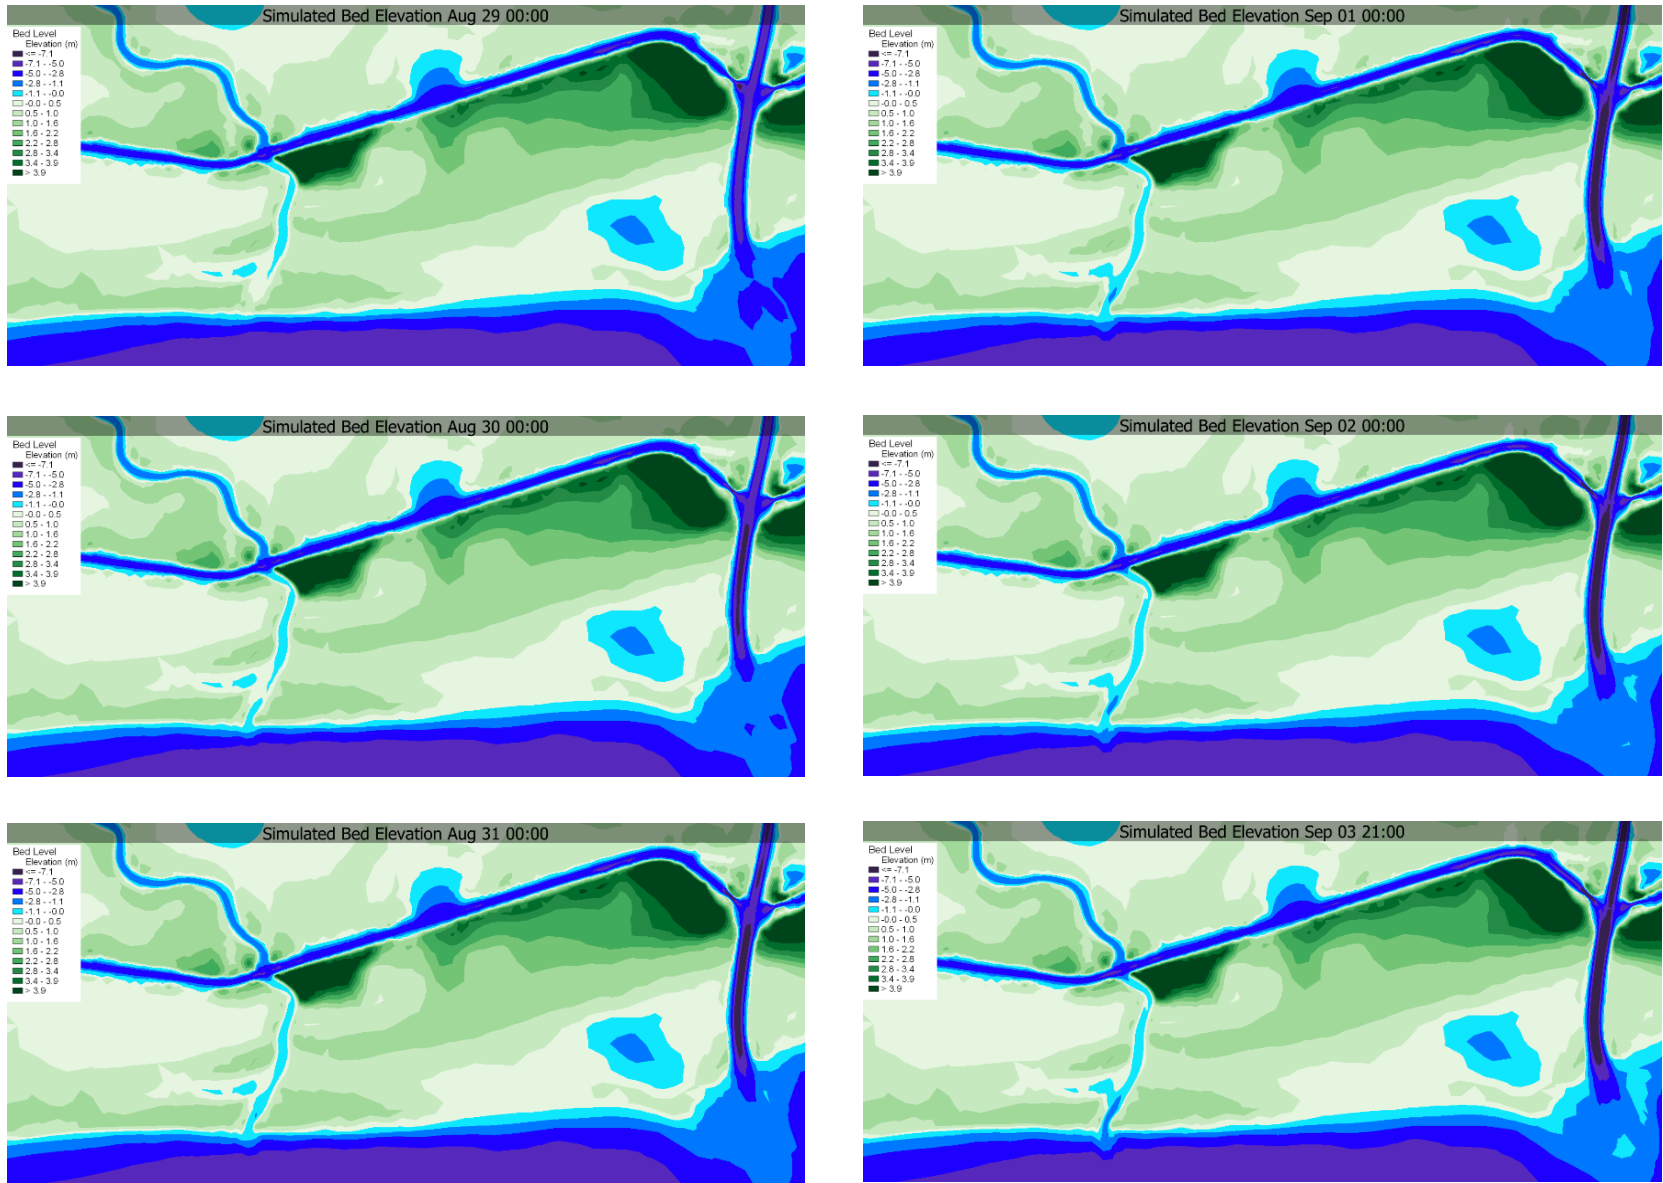 Simulated Bed Elevation Aug 29 00:00
Bed Level
Elevation (m)
<= -7.1
-7.1 - -5.0
-5.0 - -2.8
-2.8 - -1.1
-1.1 - -0.0
-0.0 - 0.5
0.5 - 1.0
1.0 - 1.6
1.6 - 2.2
2.2 - 2.8
2.8 - 3.4
3.4 - 3.9
> 3.9
Simulated Bed Elevation Sep 01 00:00
Bed Level
Elevation (m)
<= -7.1
-7.1 - -5.0
-5.0 - -2.8
-2.8 - -1.1
-1.1 - -0.0
-0.0 - 0.5
0.5 - 1.0
1.0 - 1.6
1.6 - 2.2
2.2 - 2.8
2.8 - 3.4
3.4 - 3.9
> 3.9
Simulated Bed Elevation Aug 30 00:00
Bed Level
Elevation (m)
<= -7.1
-7.1 - -5.0
-5.0 - -2.8
-2.8 - -1.1
-1.1 - -0.0
-0.0 - 0.5
0.5 - 1.0
1.0 - 1.6
1.6 - 2.2
2.2 - 2.8
2.8 - 3.4
3.4 - 3.9
> 3.9
Simulated Bed Elevation Sep 02 00:00
Bed Level
Elevation (m)
<= -7.1
-7.1 - -5.0
-5.0 - -2.8
-2.8 - -1.1
-1.1 - -0.0
-0.0 - 0.5
0.5 - 1.0
1.0 - 1.6
1.6 - 2.2
2.2 - 2.8
2.8 - 3.4
3.4 - 3.9
> 3.9
Simulated Bed Elevation Aug 31 00:00
Bed Level
Elevation (m)
<= -7.1
-7.1 - -5.0
-5.0 - -2.8
-2.8 - -1.1
-1.1 - -0.0
-0.0 - 0.5
0.5 - 1.0
1.0 - 1.6
1.6 - 2.2
2.2 - 2.8
2.8 - 3.4
3.4 - 3.9
> 3.9
Simulated Bed Elevation Sep 03 21:00
Bed Level
Elevation (m)
<= -7.1
-7.1 - -5.0
-5.0 - -2.8
-2.8 - -1.1
-1.1 - -0.0
-0.0 - 0.5
0.5 - 1.0
1.0 - 1.6
1.6 - 2.2
2.2 - 2.8
2.8 - 3.4
3.4 - 3.9
> 3.9